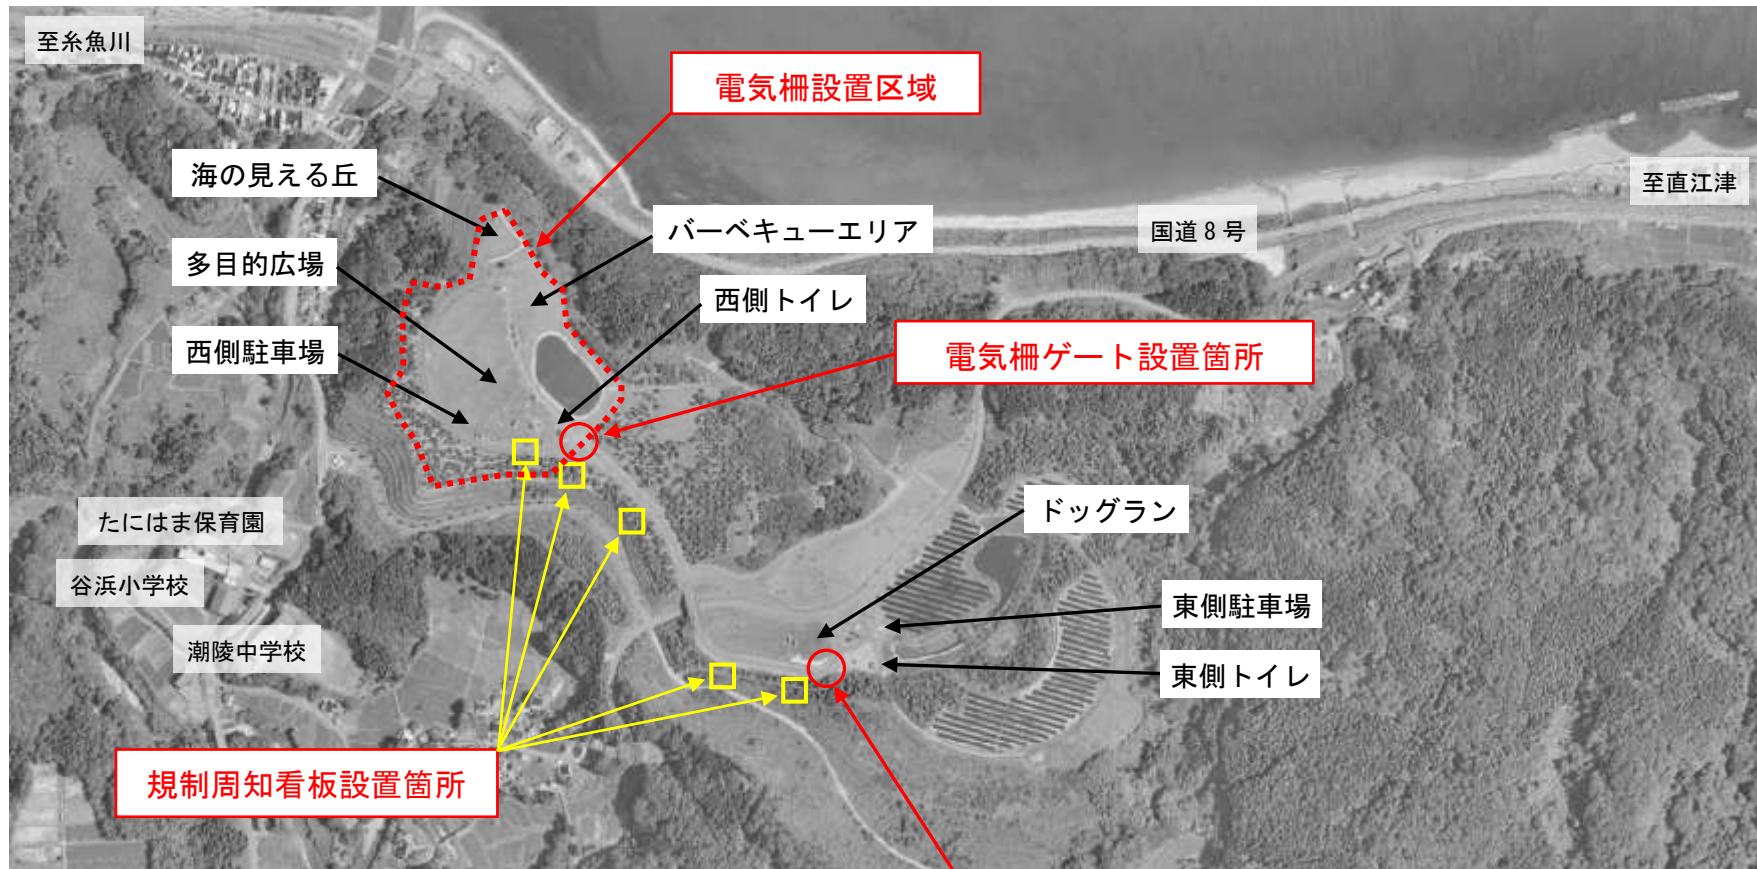 至糸魚川
電気柵設置区域
海の見える丘
至直江津
バーベキューエリア
国道8号
多目的広場
西側トイレ
西側駐車場
電気柵ゲート設置箇所
ドッグラン
たにはま保育園
谷浜小学校
東側駐車場
潮陵中学校
東側トイレ
規制周知看板設置箇所